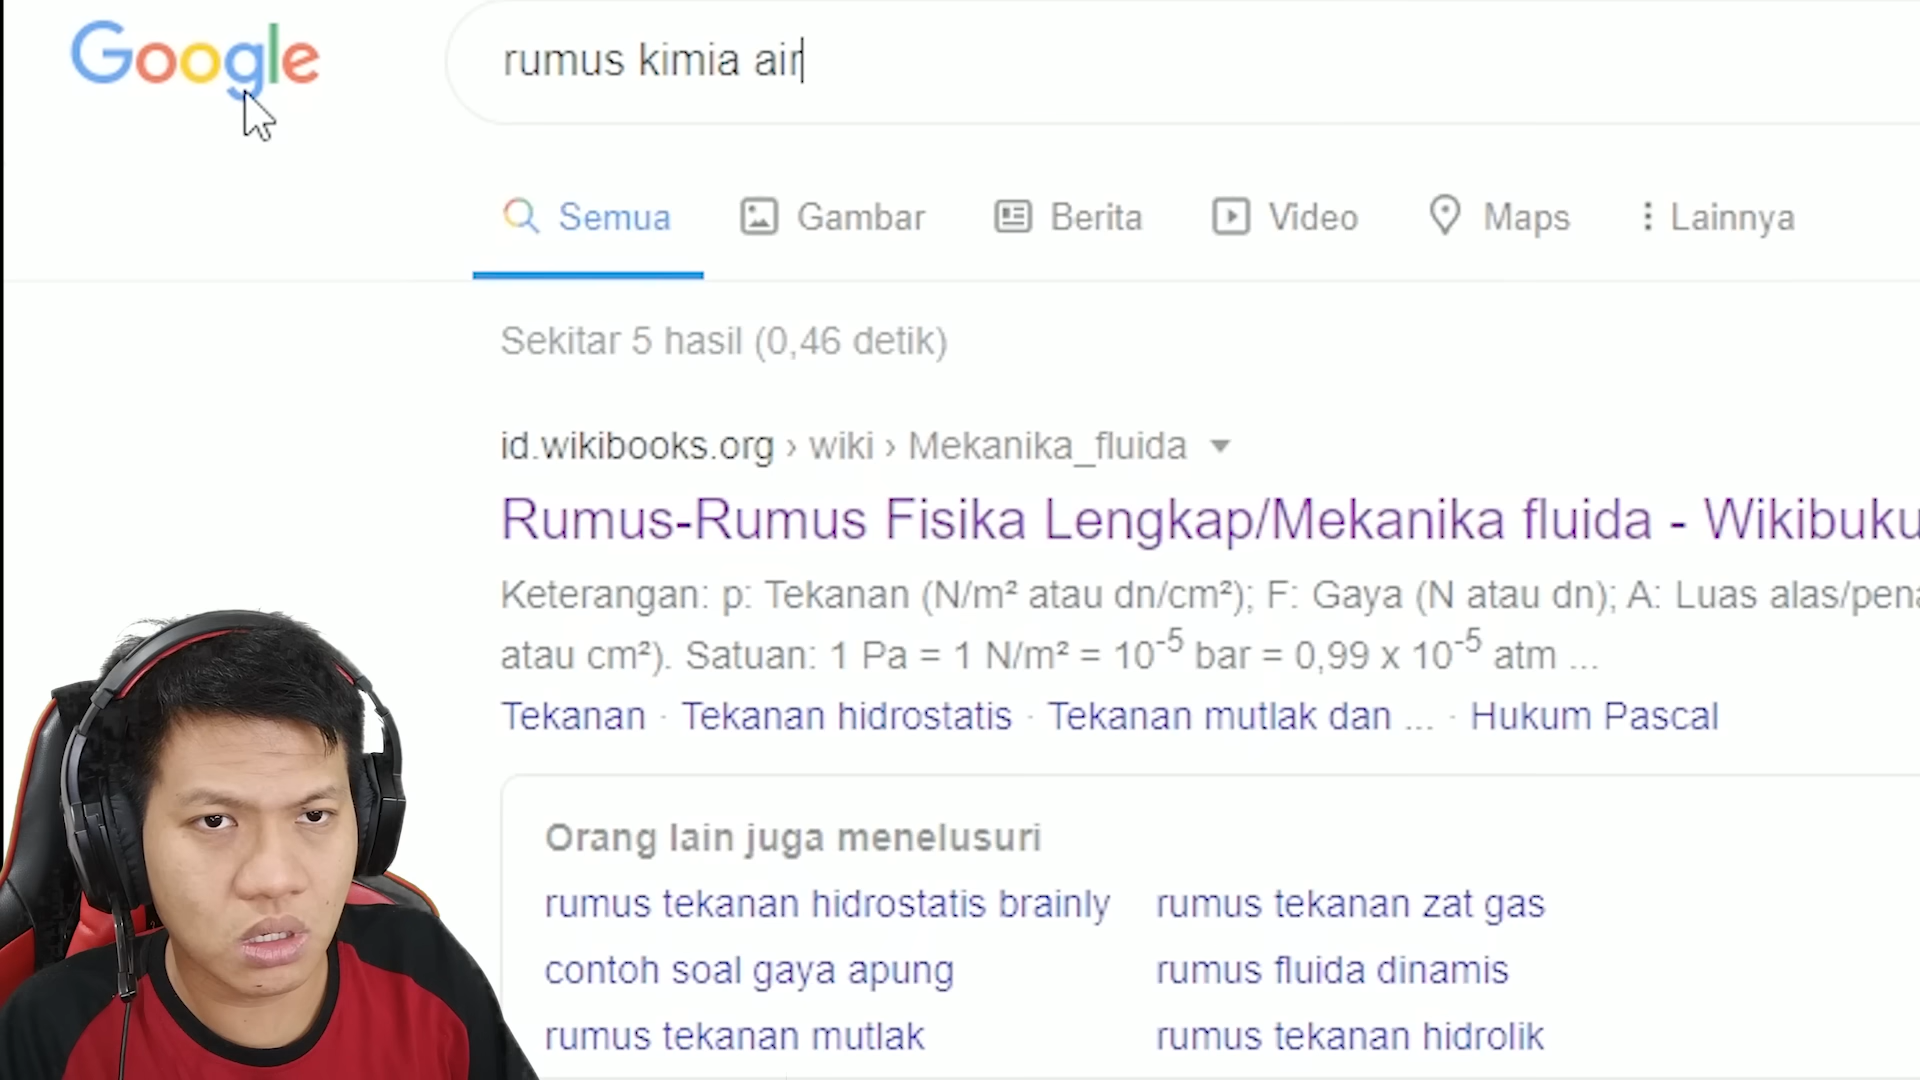 Google
rumus kimia air
Semua Gambar Berita Video Maps Lainnya
Sekitar 5 hasil (0,46 detik)
id.wikibooks.org › wiki › Mekanika_fluida
Rumus-Rumus Fisika Lengkap/Mekanika fluida - Wikibuku
Keterangan: p: Tekanan (N/m² atau dn/cm²); F: Gaya (N atau dn); A: Luas alas/pena
atau cm²). Satuan: 1 Pa = 1 N/m² = 10⁻⁵ bar = 0,99 x 10⁻⁵ atm ...
Tekanan · Tekanan hidrostatis · Tekanan mutlak dan ... · Hukum Pascal
Orang lain juga menelusuri
rumus tekanan hidrostatis brainly rumus tekanan zat gas
contoh soal gaya apung rumus fluida dinamis
rumus tekanan mutlak rumus tekanan hidrolik